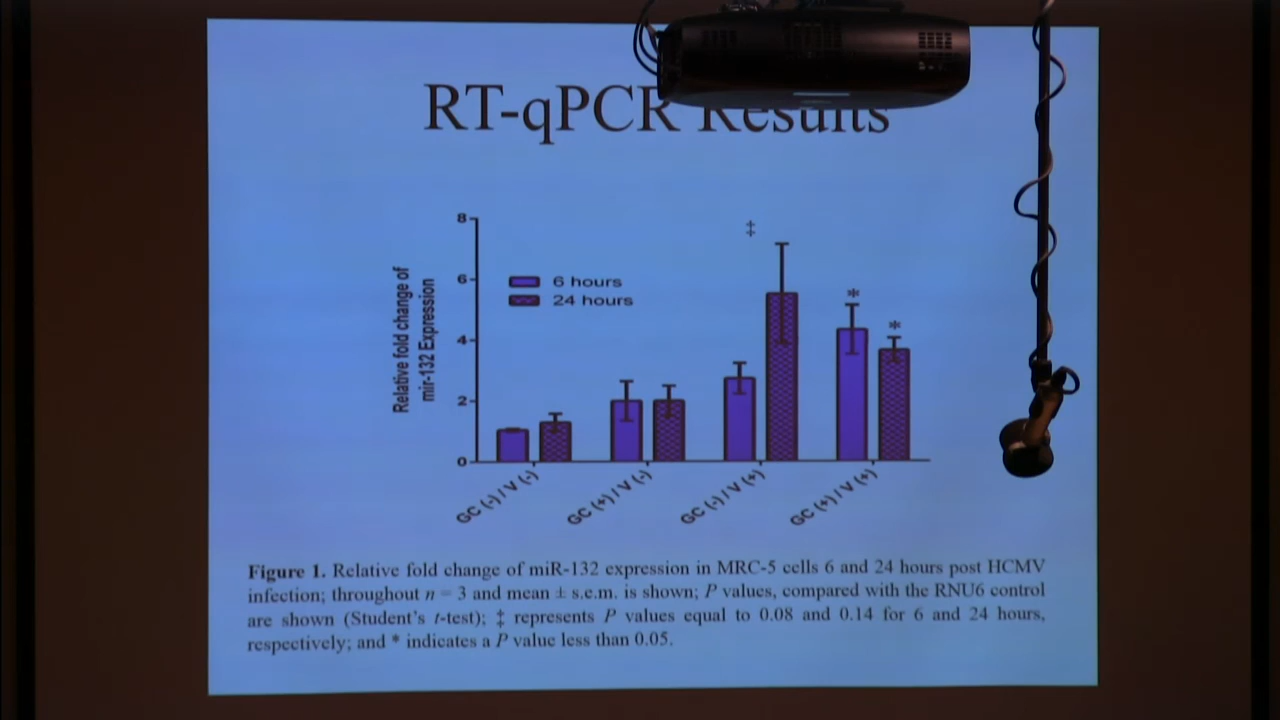 RT-qPCR Results
8
6
4
2
0
Relative fold change of
mir-132 Expression
6 hours
24 hours
‡
*
*
GC (-) / V (-)
GC (+) / V (-)
GC (-) / V (+)
GC (+) / V (+)
Figure 1. Relative fold change of miR-132 expression in MRC-5 cells 6 and 24 hours post HCMV
infection; throughout n = 3 and mean ± s.e.m. is shown; P values, compared with the RNU6 control
are shown (Student's t-test); ‡ represents P values equal to 0.08 and 0.14 for 6 and 24 hours,
respectively; and * indicates a P value less than 0.05.